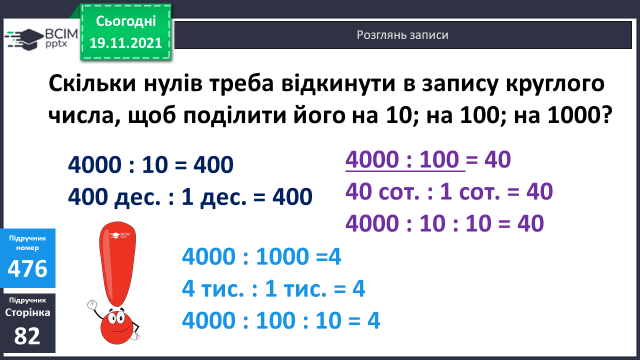 Сьогодні
19.11.2021
BCIM
pptx
Розглянь записи
Скільки нулів треба відкинути в запису круглого
числа, щоб поділити його на 10; на 100; на 1000?
4000 : 10 = 400
400 дес. : 1 дес. = 400
4000 : 100 = 40
40 сот. : 1 сот. = 40
4000 : 10 : 10 = 40
4000 : 1000 =4
4 тис. : 1 тис. = 4
4000 : 100 : 10 = 4
Підручник
номер
476
Підручник
Сторінка
82